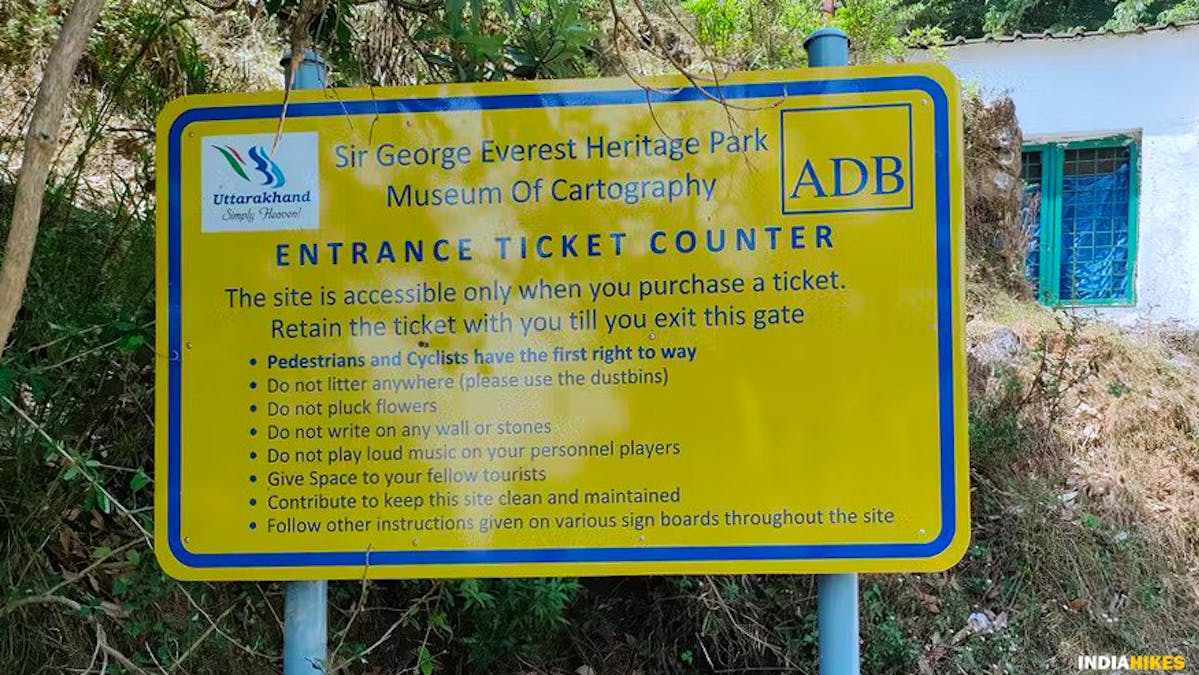 Uttarakhand
Simply Heaven!
Sir George Everest Heritage Park
Museum Of Cartography
ADB
ENTRANCE TICKET COUNTER
The site is accessible only when you purchase a ticket.
Retain the ticket with you till you exit this gate
• Pedestrians and Cyclists have the first right to way
• Do not litter anywhere (please use the dustbins)
• Do not pluck flowers
• Do not write on any wall or stones
• Do not play loud music on your personnel players
• Give Space to your fellow tourists
• Contribute to keep this site clean and maintained
• Follow other instructions given on various sign boards throughout the site
INDIAHIKES